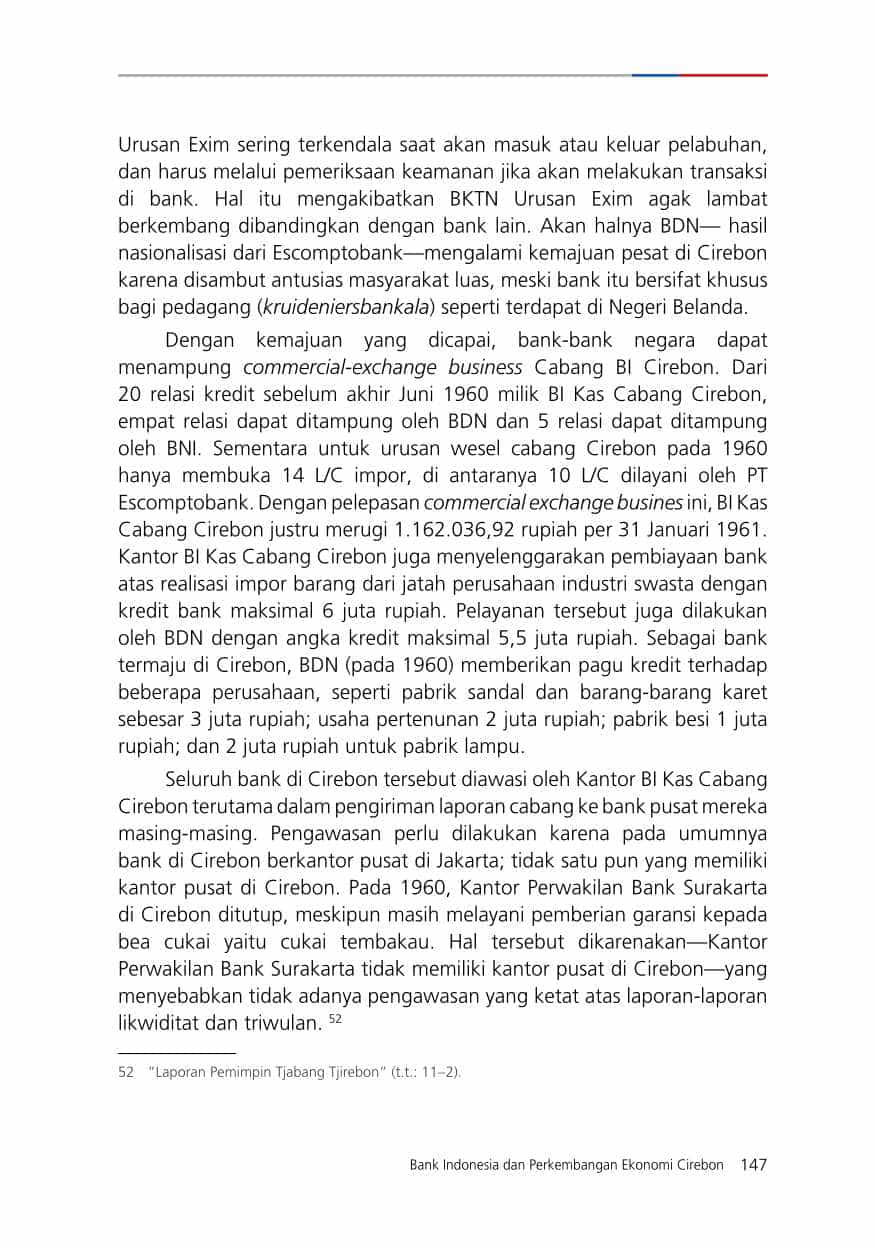 Urusan Exim sering terkendala saat akan masuk atau keluar pelabuhan,
dan harus melalui pemeriksaan keamanan jika akan melakukan transaksi
di bank. Hal itu mengakibatkan BKTN Urusan Exim agak lambat
berkembang dibandingkan dengan bank lain. Akan halnya BDN— hasil
nasionalisasi dari Escomptobank—mengalami kemajuan pesat di Cirebon
karena disambut antusias masyarakat luas, meski bank itu bersifat khusus
bagi pedagang (kruideniersbankala) seperti terdapat di Negeri Belanda.
Dengan kemajuan yang dicapai, bank-bank negara dapat
menampung commercial-exchange business Cabang BI Cirebon. Dari
20 relasi kredit sebelum akhir Juni 1960 milik BI Kas Cabang Cirebon,
empat relasi dapat ditampung oleh BDN dan 5 relasi dapat ditampung
oleh BNI. Sementara untuk urusan wesel cabang Cirebon pada 1960
hanya membuka 14 L/C impor, di antaranya 10 L/C dilayani oleh PT
Escomptobank. Dengan pelepasan commercial exchange busines ini, BI Kas
Cabang Cirebon justru merugi 1.162.036,92 rupiah per 31 Januari 1961.
Kantor BI Kas Cabang Cirebon juga menyelenggarakan pembiayaan bank
atas realisasi impor barang dari jatah perusahaan industri swasta dengan
kredit bank maksimal 6 juta rupiah. Pelayanan tersebut juga dilakukan
oleh BDN dengan angka kredit maksimal 5,5 juta rupiah. Sebagai bank
termaju di Cirebon, BDN (pada 1960) memberikan pagu kredit terhadap
beberapa perusahaan, seperti pabrik sandal dan barang-barang karet
sebesar 3 juta rupiah; usaha pertenunan 2 juta rupiah; pabrik besi 1 juta
rupiah; dan 2 juta rupiah untuk pabrik lampu.
Seluruh bank di Cirebon tersebut diawasi oleh Kantor BI Kas Cabang
Cirebon terutama dalam pengiriman laporan cabang ke bank pusat mereka
masing-masing. Pengawasan perlu dilakukan karena pada umumnya
bank di Cirebon berkantor pusat di Jakarta; tidak satu pun yang memiliki
kantor pusat di Cirebon. Pada 1960, Kantor Perwakilan Bank Surakarta
di Cirebon ditutup, meskipun masih melayani pemberian garansi kepada
bea cukai yaitu cukai tembakau. Hal tersebut dikarenakan—Kantor
Perwakilan Bank Surakarta tidak memiliki kantor pusat di Cirebon—yang
menyebabkan tidak adanya pengawasan yang ketat atas laporan-laporan
likwiditat dan triwulan. 52
52 "Laporan Pemimpin Tjabang Tjirebon" (t.t.: 11–2).
Bank Indonesia dan Perkembangan Ekonomi Cirebon 147